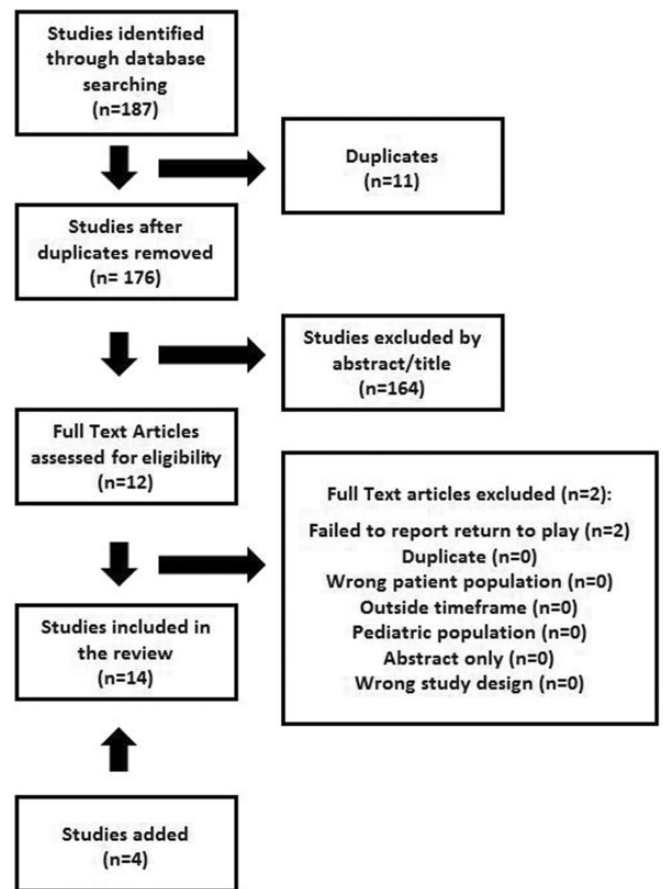 Studies identified
through database
searching
(n=187)
Duplicates
(n=11)
Studies after
duplicates removed
(n= 176)
Studies excluded by
abstract/title
(n=164)
Full Text Articles
assessed for eligibility
(n=12)
Full Text articles excluded (n=2):
Failed to report return to play (n=2)
Duplicate (n=0)
Wrong patient population (n=0)
Outside timeframe (n=0)
Pediatric population (n=0)
Abstract only (n=0)
Wrong study design (n=0)
Studies included in
the review
(n=14)
Studies added
(n=4)